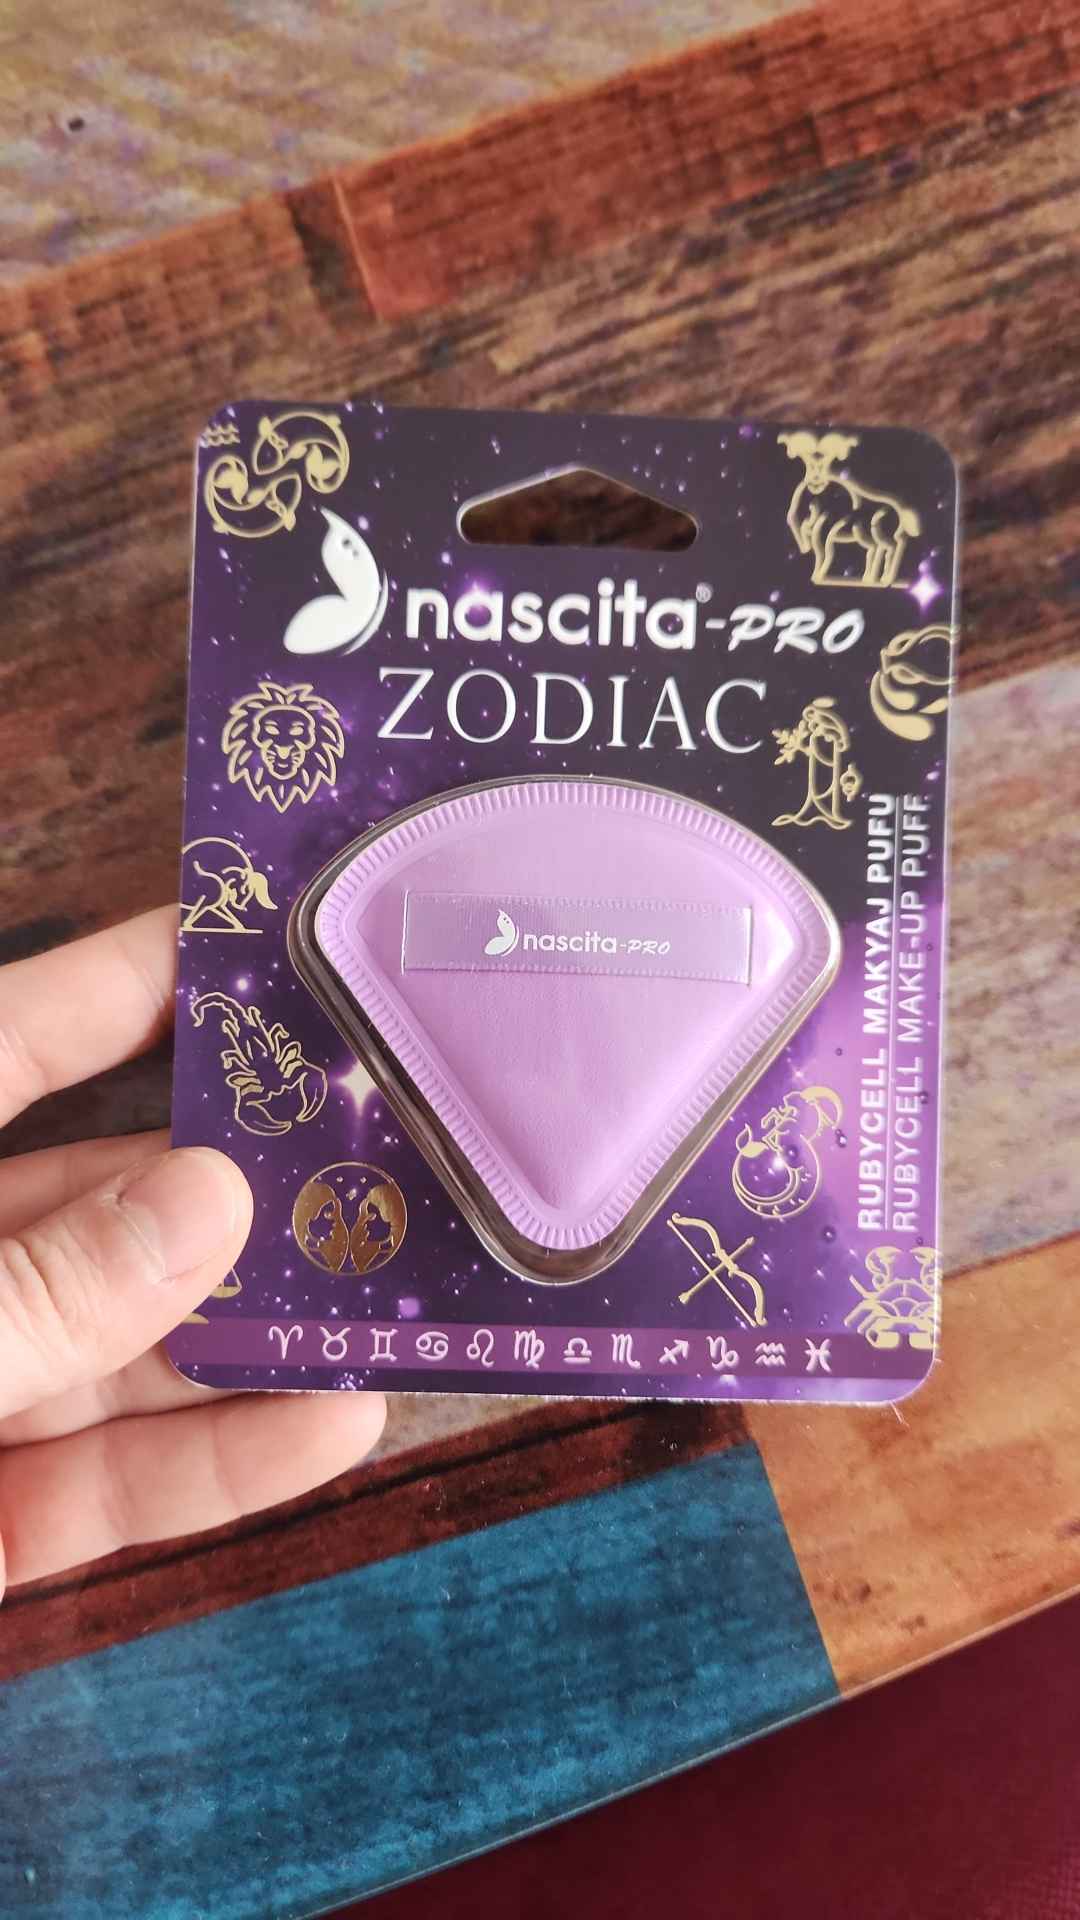 nascita®-PRO
ZODIAC
nascita-PRO
RUBYCELL MAKYAJ PUFU
RUBYCELL MAKE-UP PUFF
♈ ♉ ♊ ♋ ♌ ♍ ♎ ♏ ♐ ♑ ♒ ♓